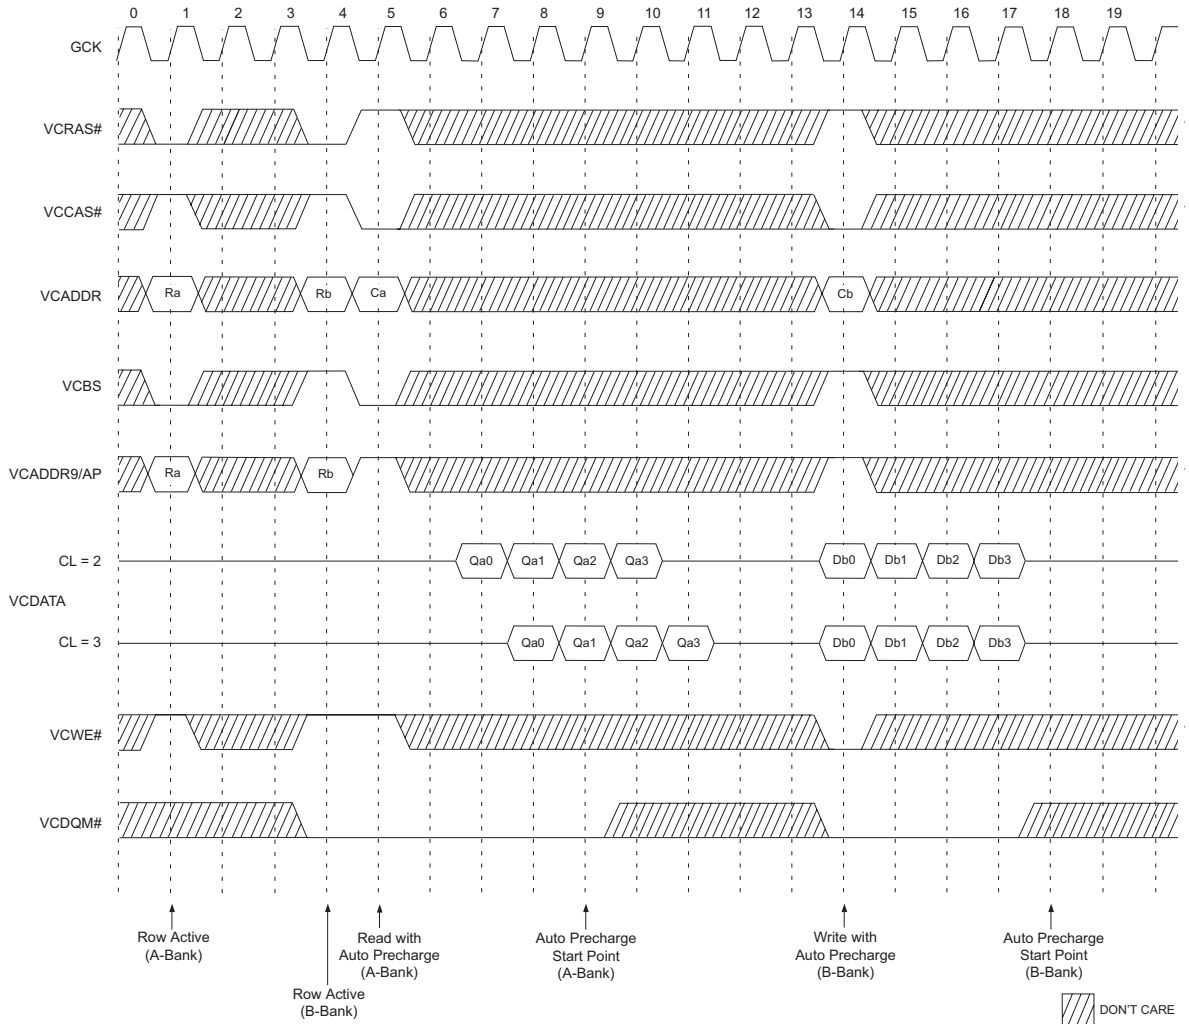 0 1 2 3 4 5 6 7 8 9 10 11 12 13 14 15 16 17 18 19
GCK
VCRAS#
VCCAS#
VCADDR Ra Rb Ca Cb
VCBS
VCADDR9/AP Ra Rb
CL = 2 Qa0 Qa1 Qa2 Qa3 Db0 Db1 Db2 Db3
VCDATA
CL = 3 Qa0 Qa1 Qa2 Qa3 Db0 Db1 Db2 Db3
VCWE#
VCDQM#
Row Active
(A-Bank)
Row Active
(B-Bank)
Read with
Auto Precharge
(A-Bank)
Auto Precharge
Start Point
(A-Bank)
Write with
Auto Precharge
(B-Bank)
Auto Precharge
Start Point
(B-Bank)
DON'T CARE